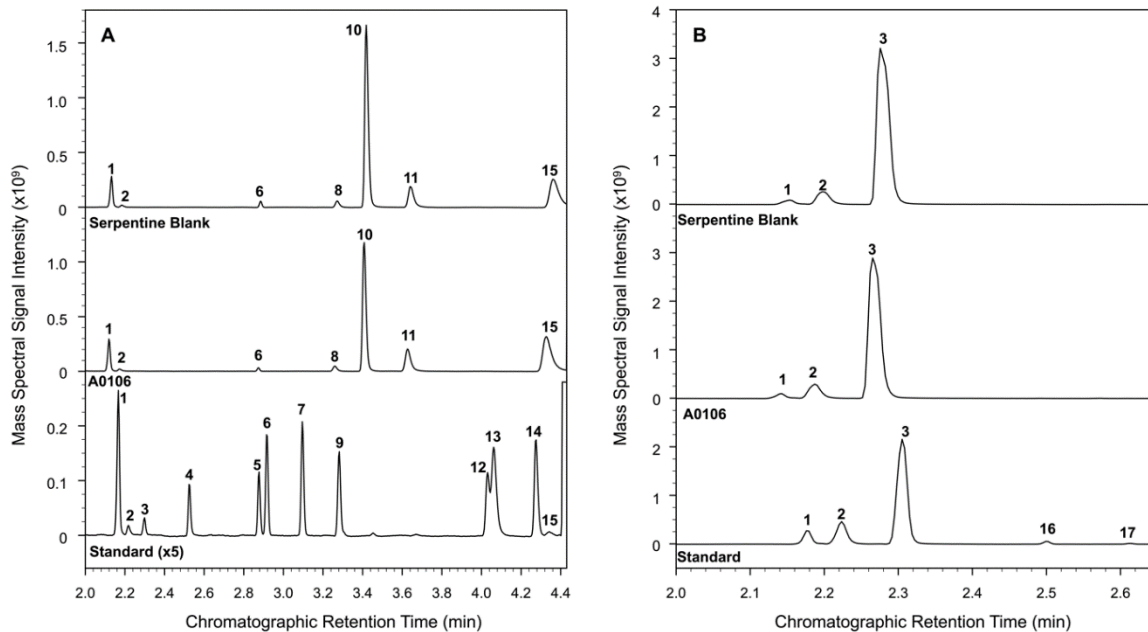 A
Mass Spectral Signal Intensity (x10⁹)
1.5
1.0
0.5
0
1 2 6 8 10 11 15
Serpentine Blank
1.0
0.5
0
1 2 6 8 10 11 15
A0106
0.2
0.1
0
1 2 3 4 5 6 7 9 12 13 14 15
Standard (x5)
2.0 2.2 2.4 2.6 2.8 3.0 3.2 3.4 3.6 3.8 4.0 4.2 4.4
Chromatographic Retention Time (min)
B
Mass Spectral Signal Intensity (x10⁹)
4
3
2
1
0
1 2 3
Serpentine Blank
3
2
1
0
1 2 3
A0106
2
1
0
1 2 3 16 17
Standard
2.0 2.2 2.4 2.6
Chromatographic Retention Time (min)